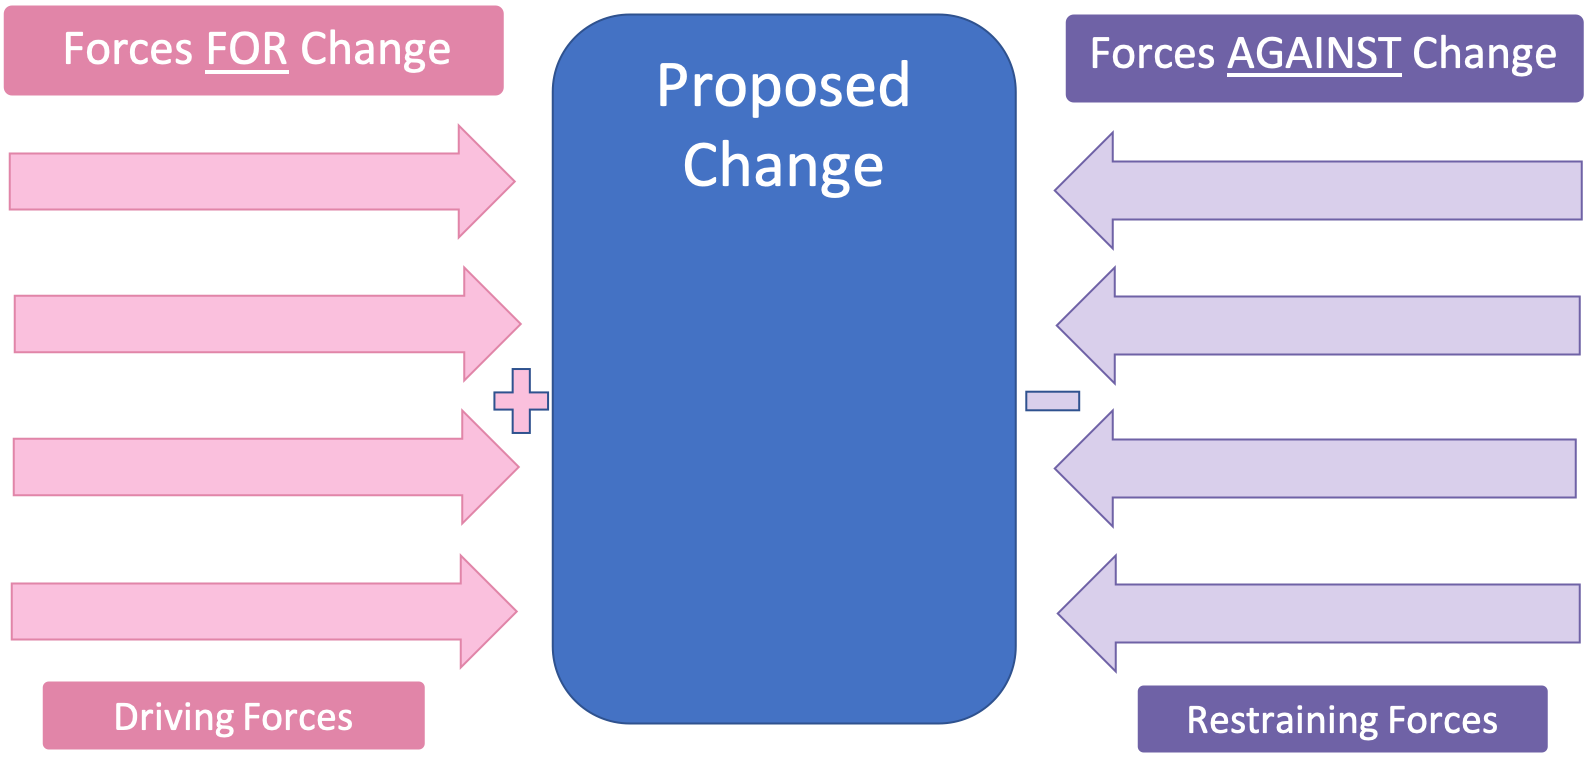 Forces FOR Change
Proposed
Change
Forces AGAINST Change
Driving Forces
Restraining Forces